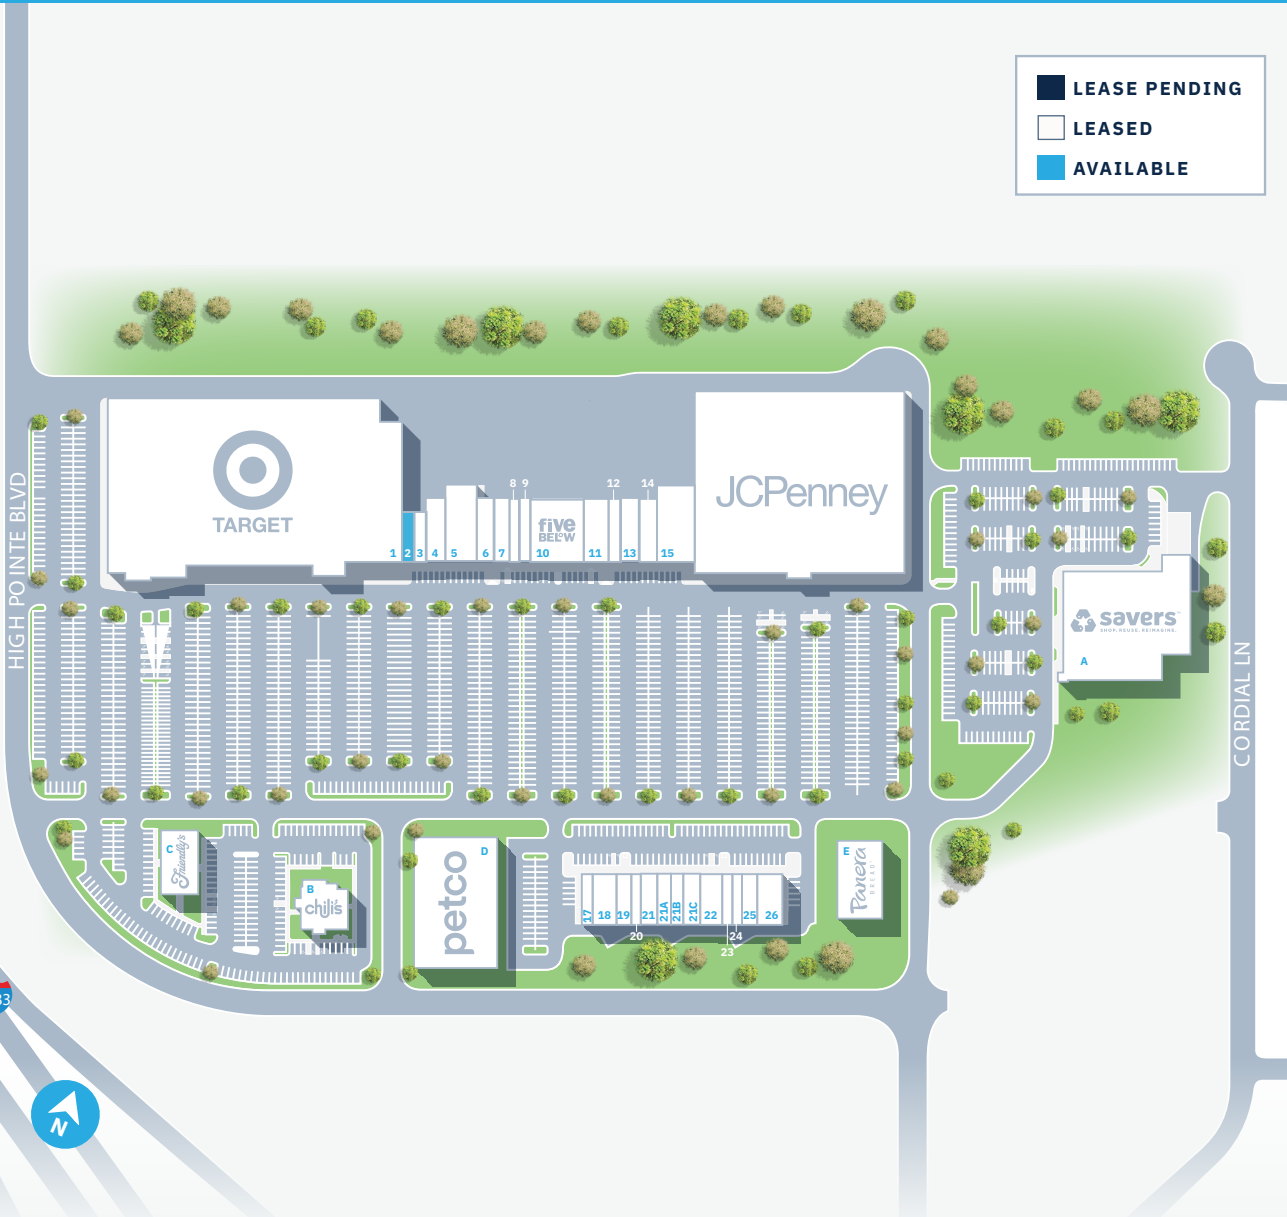 LEASE PENDING
LEASED
AVAILABLE
HIGH POINTE BLVD
CORDIAL LN
TARGET
JCPenney
8 9
12
14
five
BELOW
1 2 3 4 5 6 7 10 11 13 15
savers
SHOP. REUSE. REIMAGINE.
A
C
Friendly's
B
chili's
D
petco
E
Panera
BREAD
17 18 19 21 21A 21B 21C 22 25 26
20
24
23
83
N